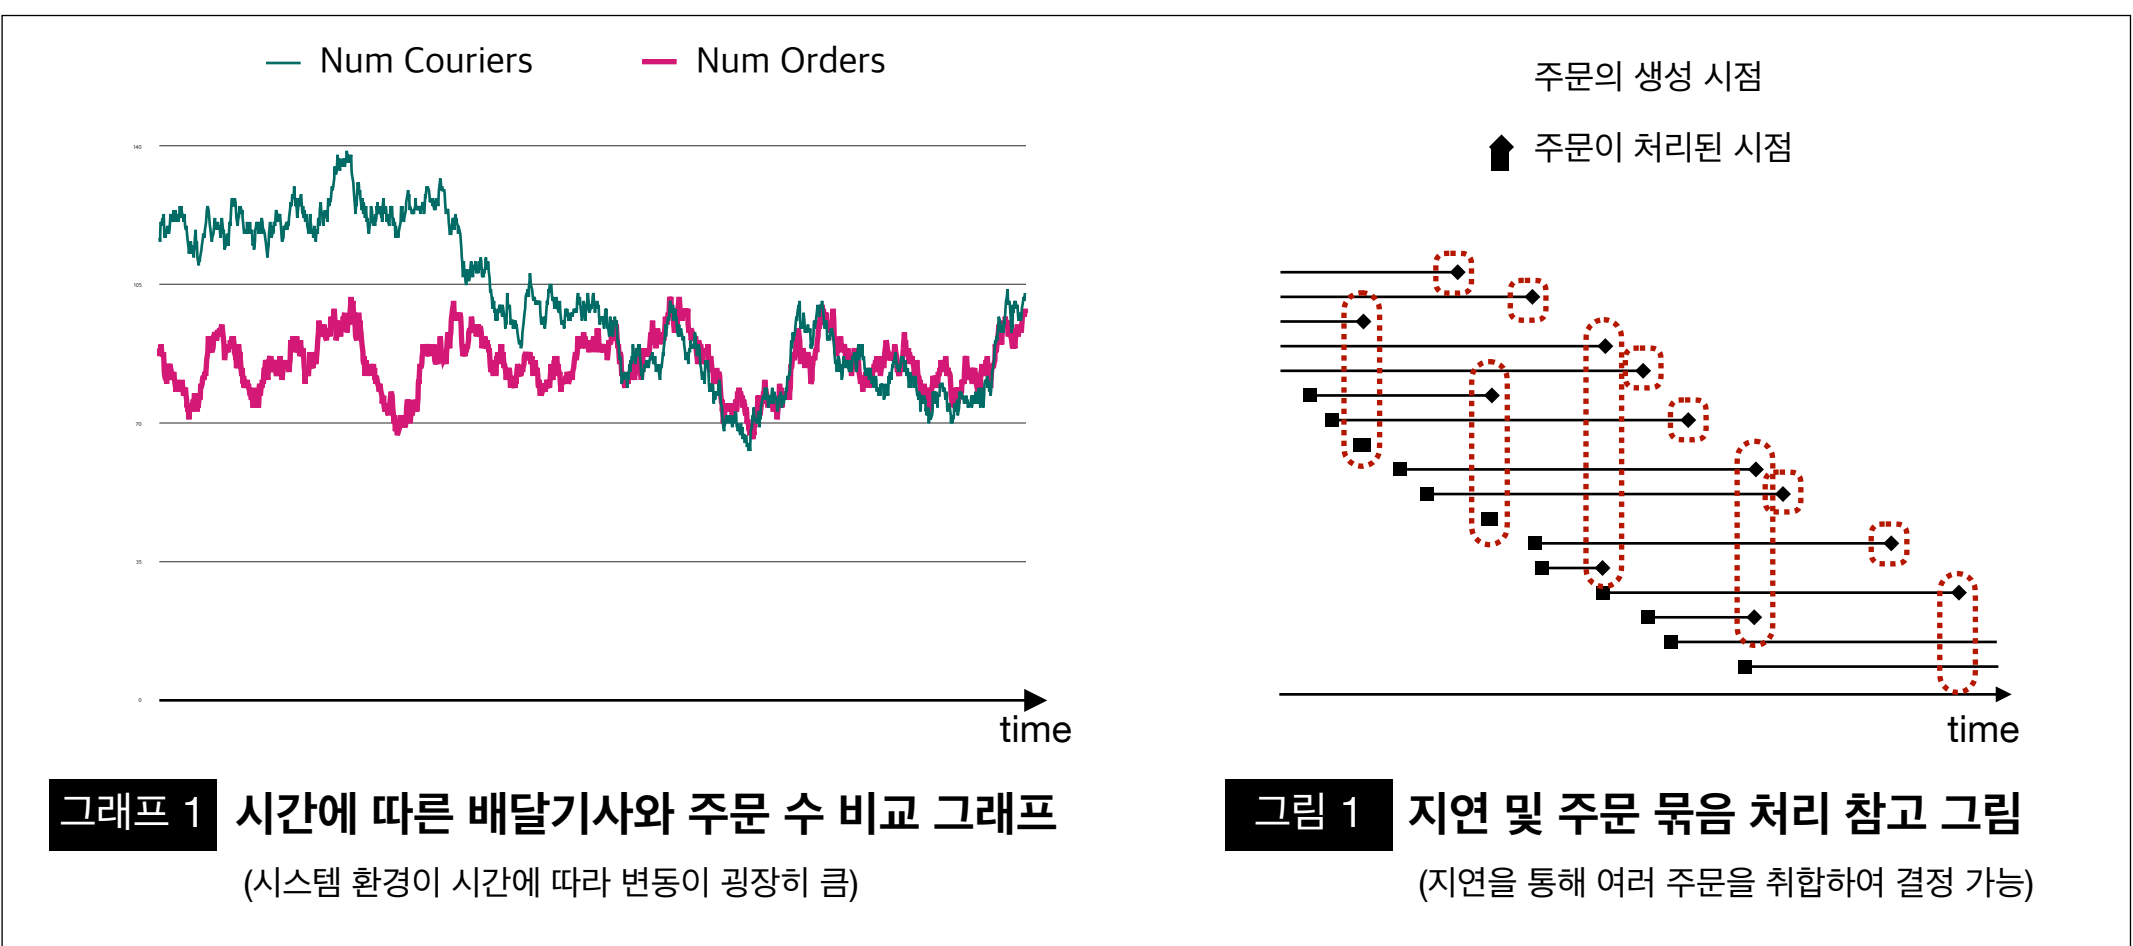 Num Couriers
Num Orders
140
105
70
35
0
time
그래프 1 시간에 따른 배달기사와 주문 수 비교 그래프
(시스템 환경이 시간에 따라 변동이 굉장히 큼)
주문의 생성 시점
주문이 처리된 시점
time
그림 1 지연 및 주문 묶음 처리 참고 그림
(지연을 통해 여러 주문을 취합하여 결정 가능)